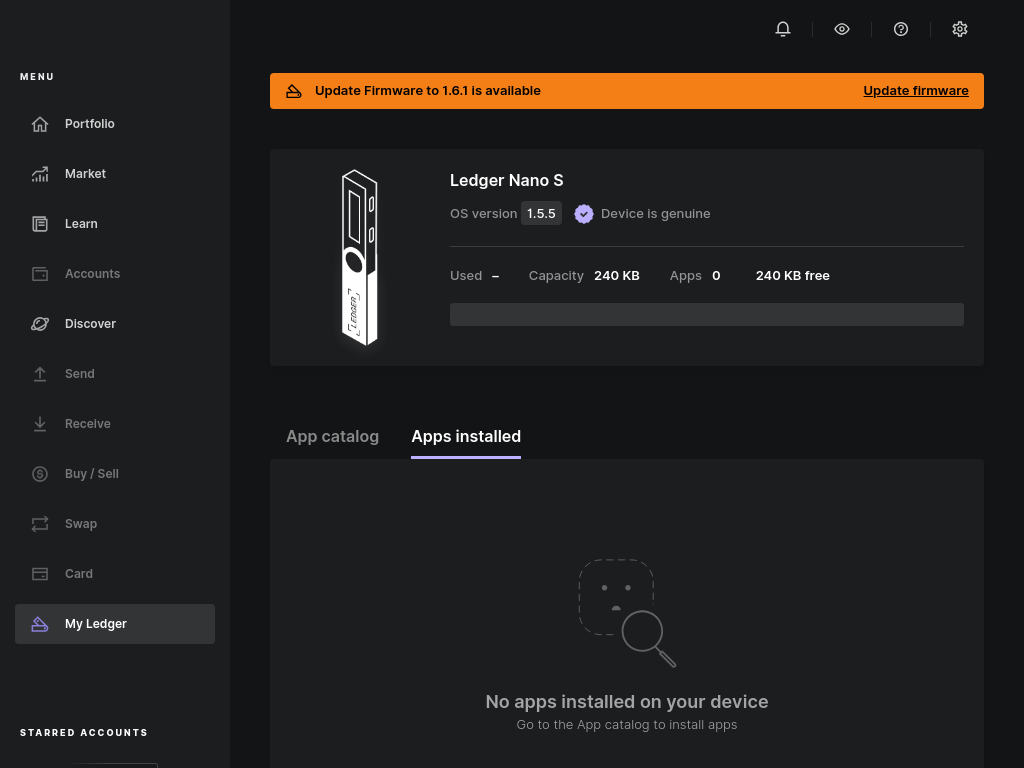 MENU
Portfolio
Market
Learn
Accounts
Discover
Send
Receive
Buy / Sell
Swap
Card
My Ledger
STARRED ACCOUNTS
Update Firmware to 1.6.1 is available
Update firmware
LEDGER
Ledger Nano S
OS version 1.5.5 Device is genuine
Used – Capacity 240 KB Apps 0 240 KB free
App catalog Apps installed
No apps installed on your device
Go to the App catalog to install apps